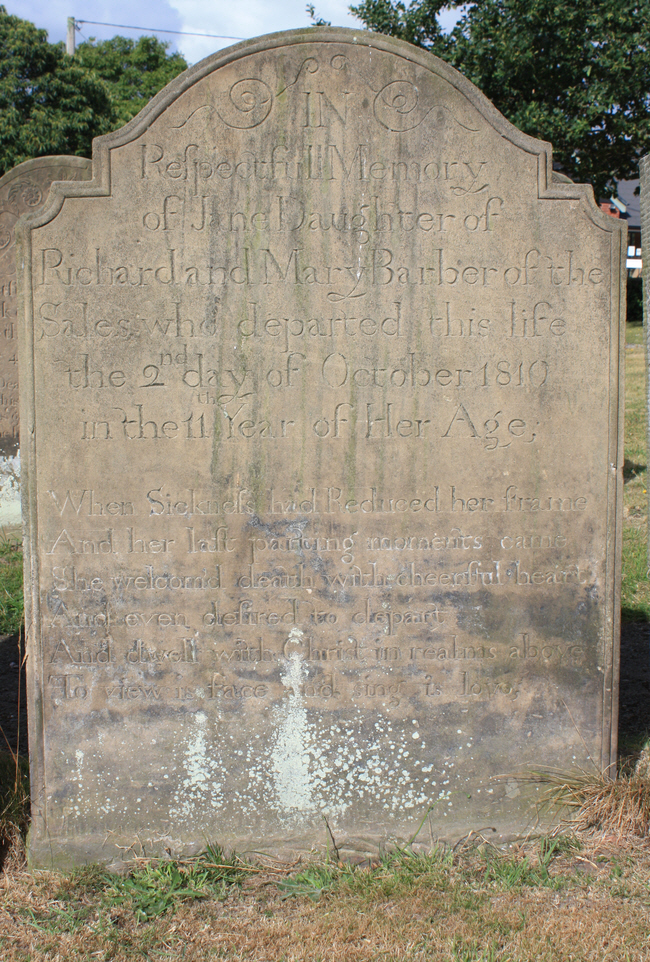 IN
Reſpectfull Memory
of Jane Daughter of
Richard and Mary Barber of the
Sales, who departed this life
the 2nd day of October 1810
in the 11th Year of Her Age;
When Sickneſs had Reduced her frame
And her laſt parting moments came
She welcom'd death with cheerful heart
And even deſired to depart
And dwell with Christ in realms above
To view is face and sing is love,